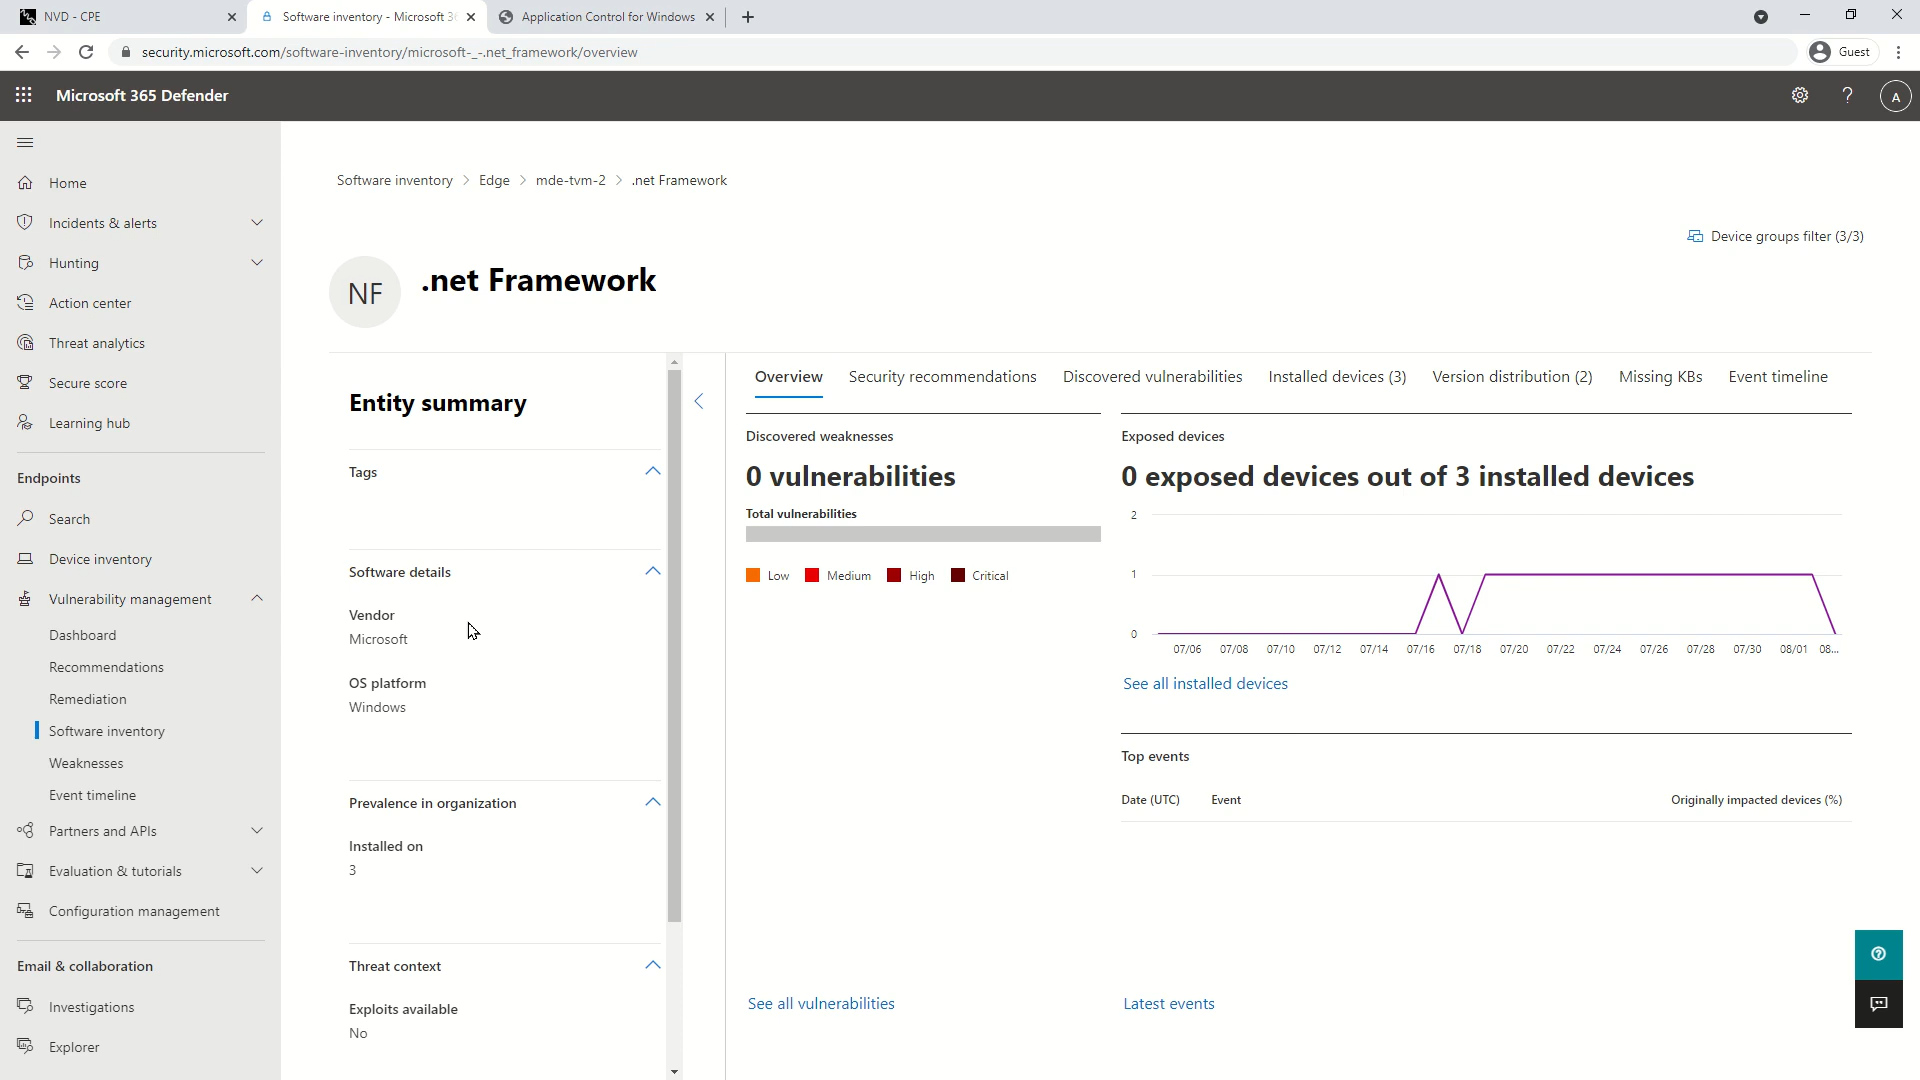 NVD - CPE
Software inventory - Microsoft 3
Application Control for Windows
security.microsoft.com/software-inventory/microsoft-_-.net_framework/overview
Guest
Microsoft 365 Defender
A
Home
Incidents & alerts
Hunting
Action center
Threat analytics
Secure score
Learning hub
Endpoints
Search
Device inventory
Vulnerability management
Dashboard
Recommendations
Remediation
Software inventory
Weaknesses
Event timeline
Partners and APIs
Evaluation & tutorials
Configuration management
Email & collaboration
Investigations
Explorer
Software inventory > Edge > mde-tvm-2 > .net Framework
Device groups filter (3/3)
NF
.net Framework
Entity summary
Tags
Software details
Vendor
Microsoft
OS platform
Windows
Prevalence in organization
Installed on
3
Threat context
Exploits available
No
Overview Security recommendations Discovered vulnerabilities Installed devices (3) Version distribution (2) Missing KBs Event timeline
Discovered weaknesses
0 vulnerabilities
Total vulnerabilities
Low Medium High Critical
See all vulnerabilities
Exposed devices
0 exposed devices out of 3 installed devices
2
1
0
07/06 07/08 07/10 07/12 07/14 07/16 07/18 07/20 07/22 07/24 07/26 07/28 07/30 08/01 08...
See all installed devices
Top events
Date (UTC) Event Originally impacted devices (%)
Latest events